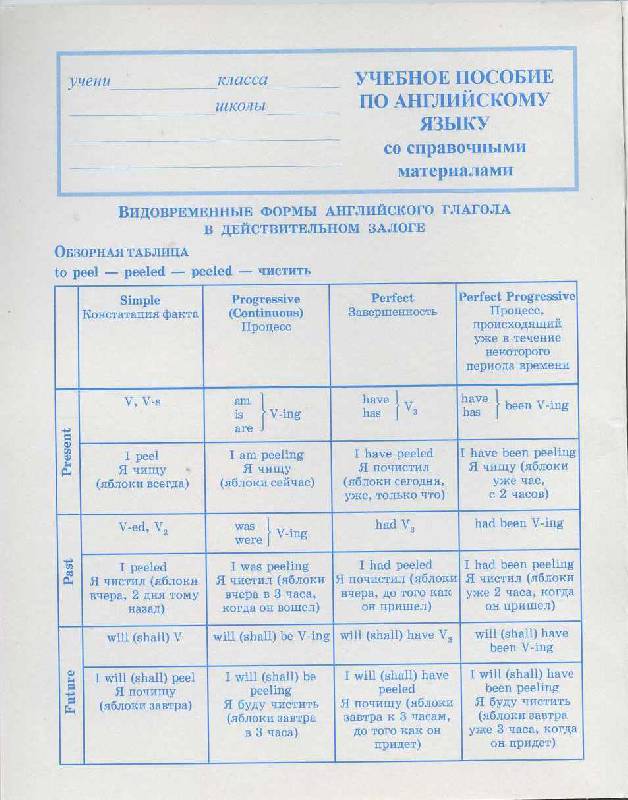 учени_______ класса_______
_______ школы_______
УЧЕБНОЕ ПОСОБИЕ
ПО АНГЛИЙСКОМУ
ЯЗЫКУ
со справочными
материалами
ВИДОВРЕМЕННЫЕ ФОРМЫ АНГЛИЙСКОГО ГЛАГОЛА
В ДЕЙСТВИТЕЛЬНОМ ЗАЛОГЕ
ОБЗОРНАЯ ТАБЛИЦА
to peel — peeled — peeled — чистить
Simple
Констатация факта
Progressive
(Continuous)
Процесс
Perfect
Завершенность
Perfect Progressive
Процесс,
происходящий
уже в течение
некоторого
периода времени
Present
V, V-s
am
is
are
V-ing
have
has
V₃
have
has
been V-ing
I peel
Я чищу
(яблоки всегда)
I am peeling
Я чищу
(яблоки сейчас)
I have peeled
Я почистил
(яблоки сегодня,
уже, только что)
I have been peeling
Я чищу (яблоки
уже час,
с 2 часов)
Past
V-ed, V₂
was
were
V-ing
had V₃
had been V-ing
I peeled
Я чистил (яблоки
вчера, 2 дня тому
назад)
I was peeling
Я чистил (яблоки
вчера в 3 часа,
когда он вошел)
I had peeled
Я почистил (яблоки
вчера, до того как
он пришел)
I had been peeling
Я чистил (яблоки
уже 2 часа, когда
он пришел)
Future
will (shall) V
will (shall) be V-ing
will (shall) have V₃
will (shall) have
been V-ing
I will (shall) peel
Я почищу
(яблоки завтра)
I will (shall) be
peeling
Я буду чистить
(яблоки завтра
в 3 часа)
I will (shall) have
peeled
Я почищу (яблоки
завтра к 3 часам,
до того как он
придет)
I will (shall) have
been peeling
Я буду чистить
(яблоки завтра
уже 3 часа, когда
он придет)